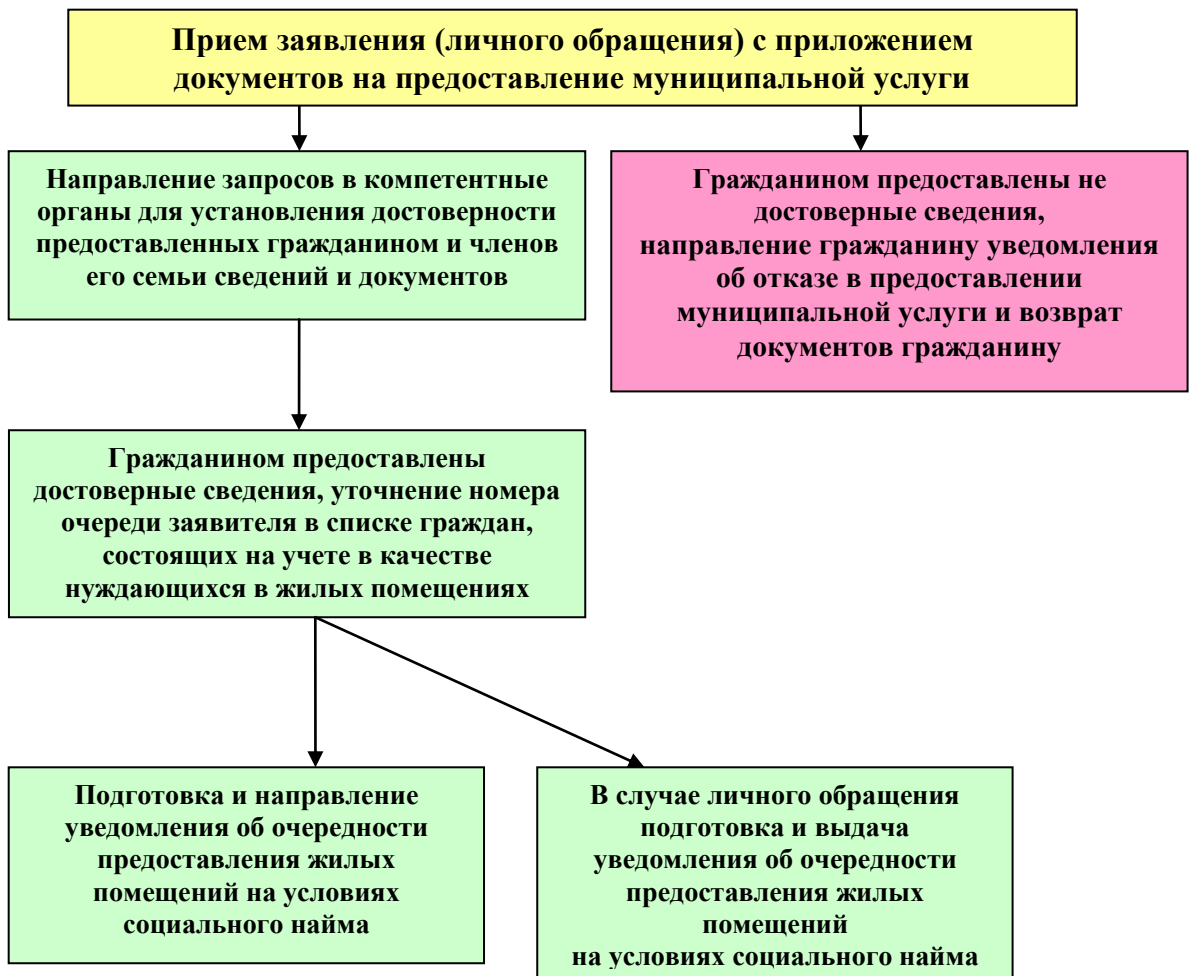 Прием заявления (личного обращения) с приложением
документов на предоставление муниципальной услуги
Направление запросов в компетентные
органы для установления достоверности
предоставленных гражданином и членов
его семьи сведений и документов
Гражданином предоставлены не
достоверные сведения,
направление гражданину уведомления
об отказе в предоставлении
муниципальной услуги и возврат
документов гражданину
Гражданином предоставлены
достоверные сведения, уточнение номера
очереди заявителя в списке граждан,
состоящих на учете в качестве
нуждающихся в жилых помещениях
Подготовка и направление
уведомления об очередности
предоставления жилых
помещений на условиях
социального найма
В случае личного обращения
подготовка и выдача
уведомления об очередности
предоставления жилых
помещений
на условиях социального найма